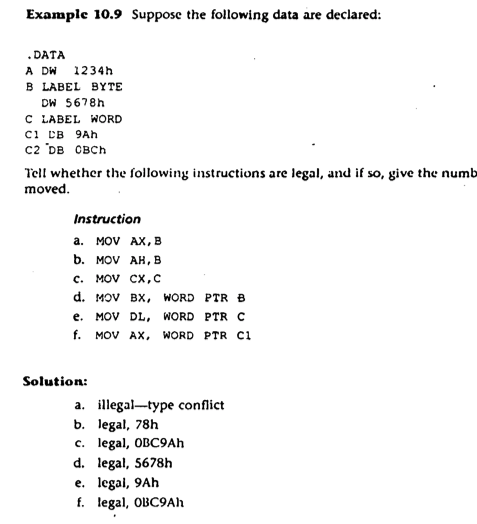 Example 10.9 Suppose the following data are declared:
.DATA
A DW 1234h
B LABEL BYTE
DW 5678h
C LABEL WORD
C1 DB 9Ah
C2 DB 0BCh
Tell whether the following instructions are legal, and if so, give the numb
moved.
Instruction
a. MOV AX,B
b. MOV AH,B
c. MOV CX,C
d. MOV BX, WORD PTR B
e. MOV DL, WORD PTR C
f. MOV AX, WORD PTR C1
Solution:
a. illegal—type conflict
b. legal, 78h
c. legal, 0BC9Ah
d. legal, 5678h
e. legal, 9Ah
f. legal, 0BC9Ah